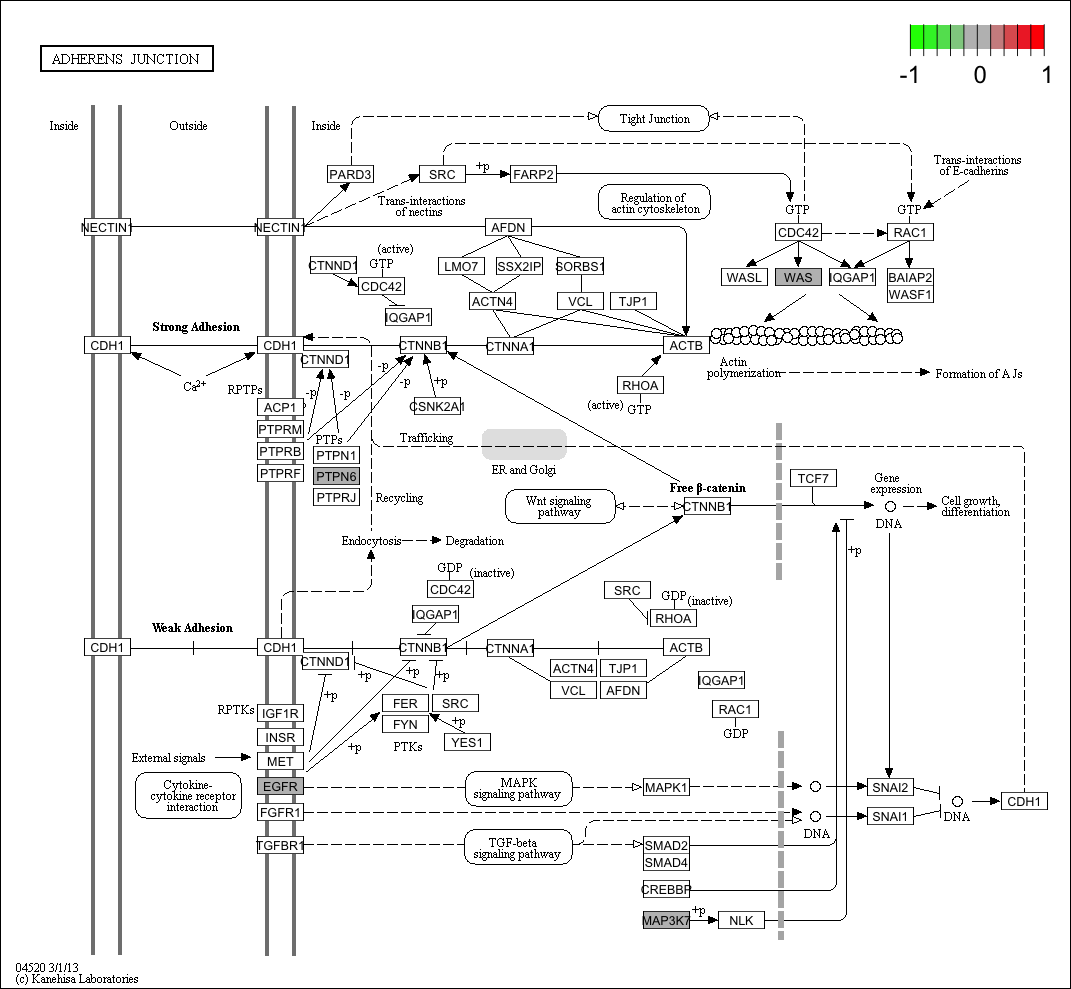 ADHERENS JUNCTION
-1 0 1
Inside
Outside
Inside
Tight Junction
PARD3
SRC
+p
FARP2
Trans-interactions
of E-cadherins
Trans-interactions
of nectins
Regulation of
actin cytoskeleton
GTP
GTP
NECTIN1
NECTIN1
AFDN
CDC42
RAC1
(active)
CTNND1
GTP
CDC42
IQGAP1
LMO7
SSX2IP
SORBS1
WASL
WAS
IQGAP1
BAIAP2
WASF1
ACTN4
VCL
TJP1
Strong Adhesion
CDH1
CDH1
CTNNB1
CTNNA1
ACTB
CTNND1
Ca2+
RPTPs
-p
-p
-p
-p
+p
Actin
polymerization
Formation of AJs
RHOA
(active)
GTP
ACP1
CSNK2A1
PTPRM
PTPRB
PTPRF
PTPs
PTPN1
PTPN6
PTPRJ
Trafficking
ER and Golgi
Recycling
Wnt signaling
pathway
Free β-catenin
CTNNB1
TCF7
Gene
expression
DNA
Cell growth,
differentiation
+p
Endocytosis
Degradation
GDP
(inactive)
CDC42
IQGAP1
SRC
GDP
(inactive)
RHOA
Weak Adhesion
CDH1
CDH1
CTNNB1
CTNNA1
ACTB
CTNND1
+p
+p
+p
+p
ACTN4
TJP1
VCL
AFDN
IQGAP1
RAC1
GDP
FER
SRC
FYN
+p
YES1
PTKs
+p
RPTKs
IGF1R
INSR
External signals
MET
Cytokine-
cytokine receptor
interaction
EGFR
MAPK
signaling pathway
MAPK1
SNAI2
FGFR1
DNA
SNAI1
DNA
CDH1
TGFBR1
TGF-beta
signaling pathway
SMAD2
SMAD4
CREBBP
MAP3K7
+p
NLK
04520 3/1/13
(c) Kanehisa Laboratories